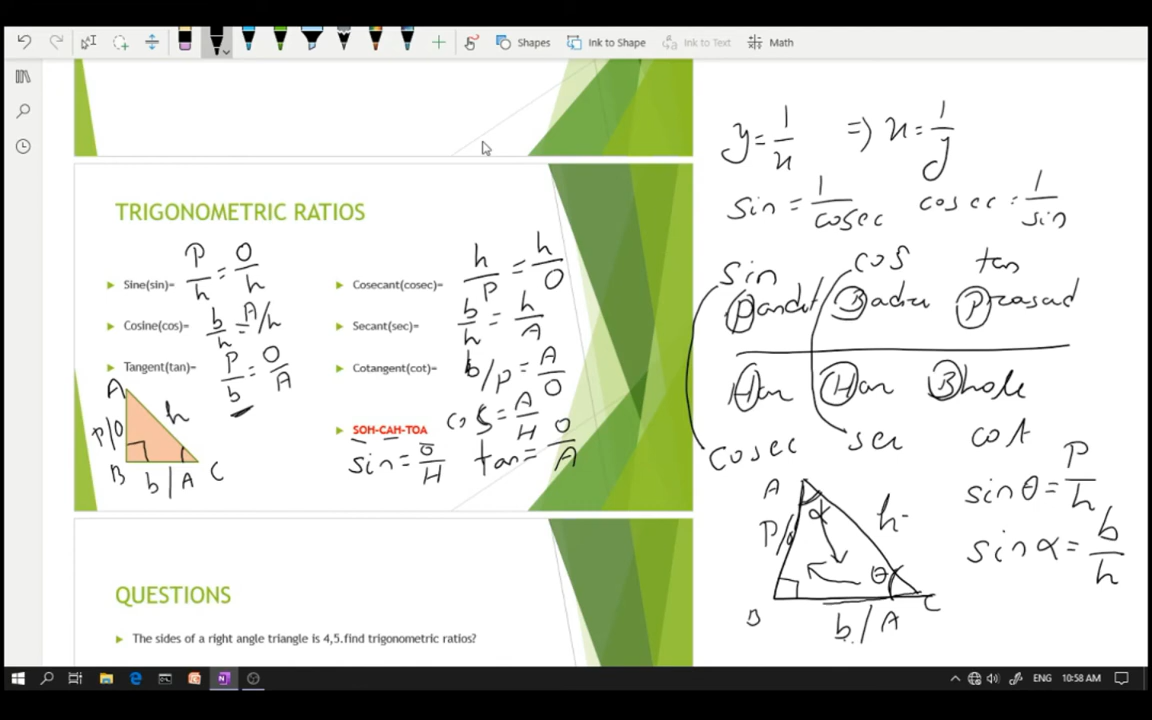 Shapes Ink to Shape Ink to Text Math
TRIGONOMETRIC RATIOS
Sine(sin)= P/h = O/h
Cosecant(cosec)= h/P = h/O
Cosine(cos)= b/h = A/h
Secant(sec)= b/h = h/A
Tangent(tan)= P/b = O/A
Cotangent(cot)= b/p = A/O
SOH-CAH-TOA cos = A/H
sin = O/H tan = O/A
A
P/O h
B b/A C
QUESTIONS
The sides of a right angle triangle is 4,5.find trigonometric ratios?
y = 1/x => x = 1/y
sin = 1/cosec cosec = 1/sin
sin cos tan
Pandit Badri Prasad
Har Har Bhole
cosec sec cot
sinθ = P/h
sinα = b/h
A
α
P/ h
θ
B C
b/A
ENG 10:58 AM